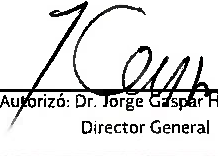 Autorizó: Dr. Jorge Gaspar H
Director General